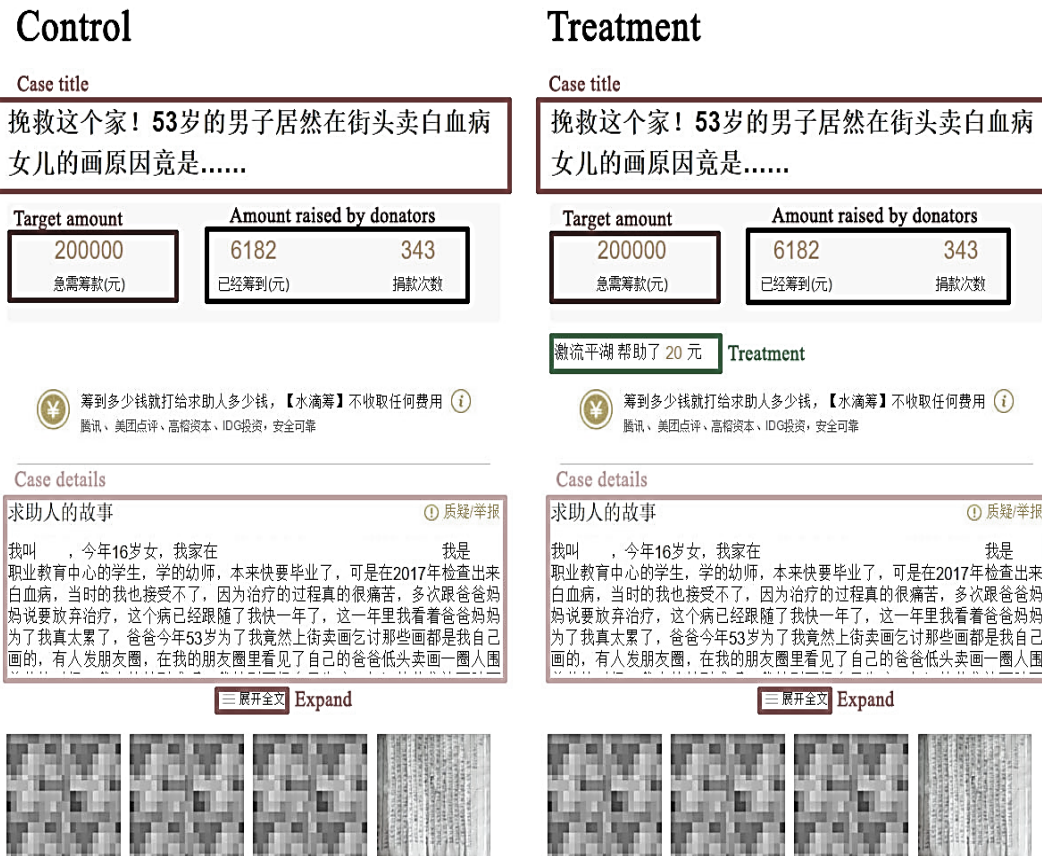 Control
Case title
挽救这个家！53岁的男子居然在街头卖白血病
女儿的画原因竟是......
Target amount
Amount raised by donators
200000
6182
343
急需筹款(元)
已经筹到(元)
捐款次数
筹到多少钱就打给求助人多少钱，【水滴筹】不收取任何费用
腾讯、美团点评、高榕资本、IDG投资，安全可靠
Case details
求助人的故事
质疑/举报
我叫 ，今年16岁女，我家在 我是
职业教育中心的学生，学的幼师，本来快要毕业了，可是在2017年检查出来
白血病，当时的我也接受不了，因为治疗的过程真的很痛苦，多次跟爸爸妈
妈说要放弃治疗，这个病已经跟随了我快一年了，这一年里我看着爸爸妈妈
为了我真太累了，爸爸今年53岁为了我竟然上街卖画乞讨那些画都是我自己
画的，有人发朋友圈，在我的朋友圈里看见了自己的爸爸低头卖画一圈人围
展开全文
Expand
Treatment
Case title
挽救这个家！53岁的男子居然在街头卖白血病
女儿的画原因竟是......
Target amount
Amount raised by donators
200000
6182
343
急需筹款(元)
已经筹到(元)
捐款次数
激流平湖 帮助了 20 元
Treatment
筹到多少钱就打给求助人多少钱，【水滴筹】不收取任何费用
腾讯、美团点评、高榕资本、IDG投资，安全可靠
Case details
求助人的故事
质疑/举报
我叫 ，今年16岁女，我家在 我是
职业教育中心的学生，学的幼师，本来快要毕业了，可是在2017年检查出来
白血病，当时的我也接受不了，因为治疗的过程真的很痛苦，多次跟爸爸妈
妈说要放弃治疗，这个病已经跟随了我快一年了，这一年里我看着爸爸妈妈
为了我真太累了，爸爸今年53岁为了我竟然上街卖画乞讨那些画都是我自己
画的，有人发朋友圈，在我的朋友圈里看见了自己的爸爸低头卖画一圈人围
展开全文
Expand